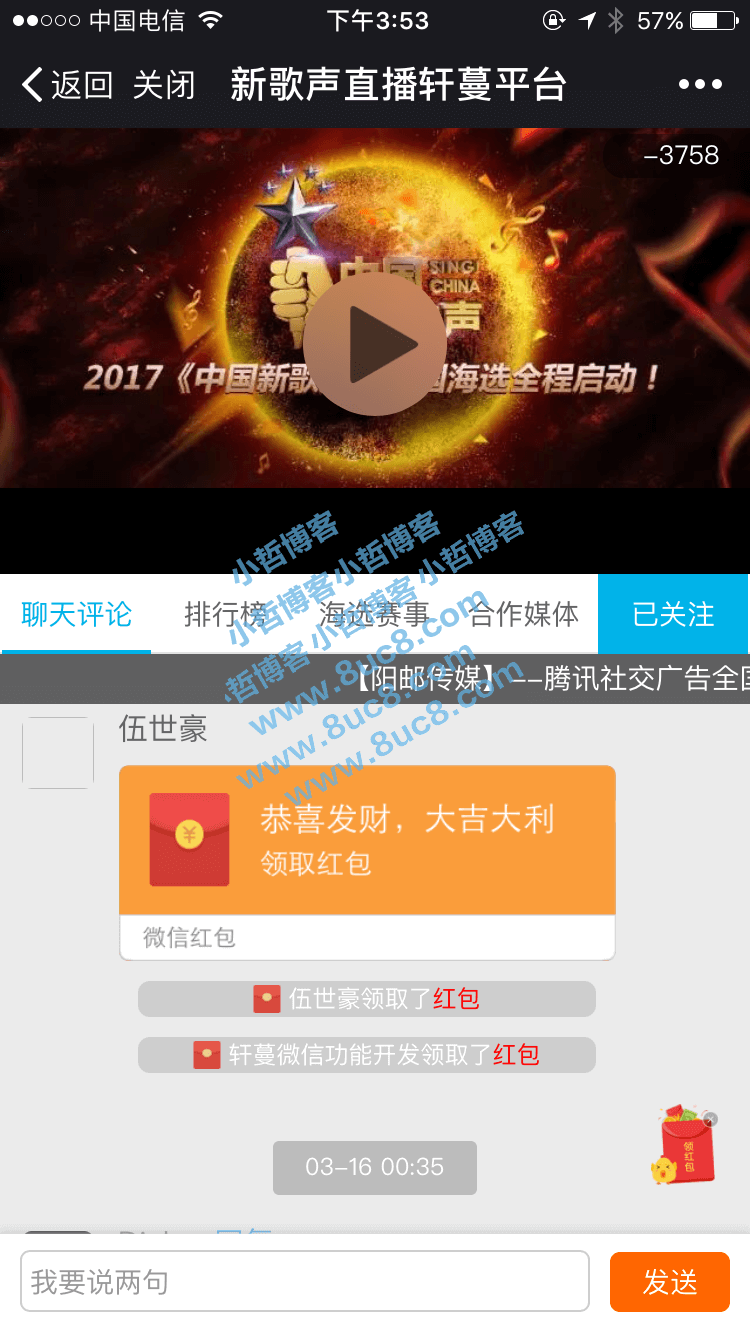 中国电信 下午3:53 57%
返回 关闭 新歌声直播轩蔓平台
-3758
SING!
CHINA
中国
声
2017《中国新歌 国海选全程启动！
小哲博客
小哲博客小哲博客
小哲博客小哲博客
www.8uc8.com
www.8uc8.com
www.8uc8.com
聊天评论 排行榜 海选赛事 合作媒体 已关注
【阳邮传媒】--腾讯社交广告全国
伍世豪
恭喜发财，大吉大利
领取红包
微信红包
伍世豪领取了红包
轩蔓微信功能开发领取了红包
领红包
03-16 00:35
我要说两句 发送